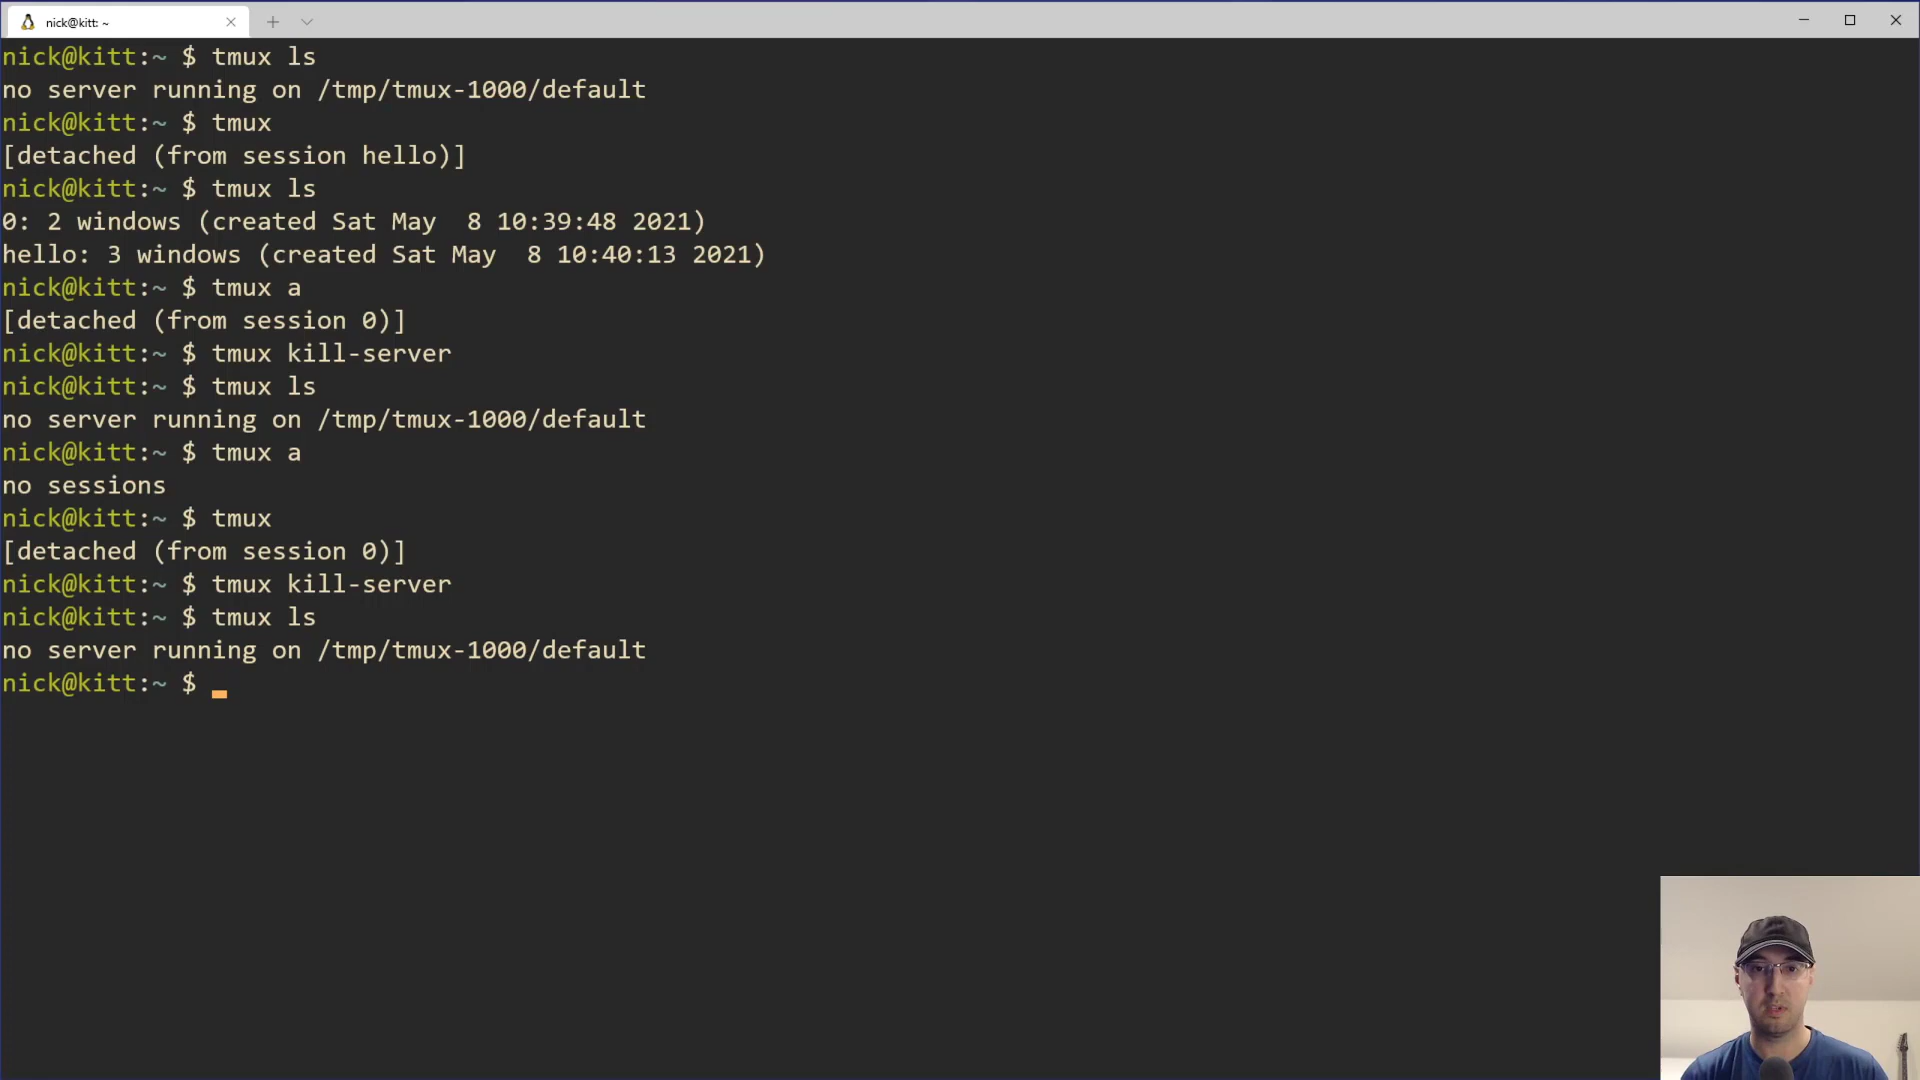 nick@kitt: ~
nick@kitt:~ $ tmux ls
no server running on /tmp/tmux-1000/default
nick@kitt:~ $ tmux
[detached (from session hello)]
nick@kitt:~ $ tmux ls
0: 2 windows (created Sat May  8 10:39:48 2021)
hello: 3 windows (created Sat May  8 10:40:13 2021)
nick@kitt:~ $ tmux a
[detached (from session 0)]
nick@kitt:~ $ tmux kill-server
nick@kitt:~ $ tmux ls
no server running on /tmp/tmux-1000/default
nick@kitt:~ $ tmux a
no sessions
nick@kitt:~ $ tmux
[detached (from session 0)]
nick@kitt:~ $ tmux kill-server
nick@kitt:~ $ tmux ls
no server running on /tmp/tmux-1000/default
nick@kitt:~ $